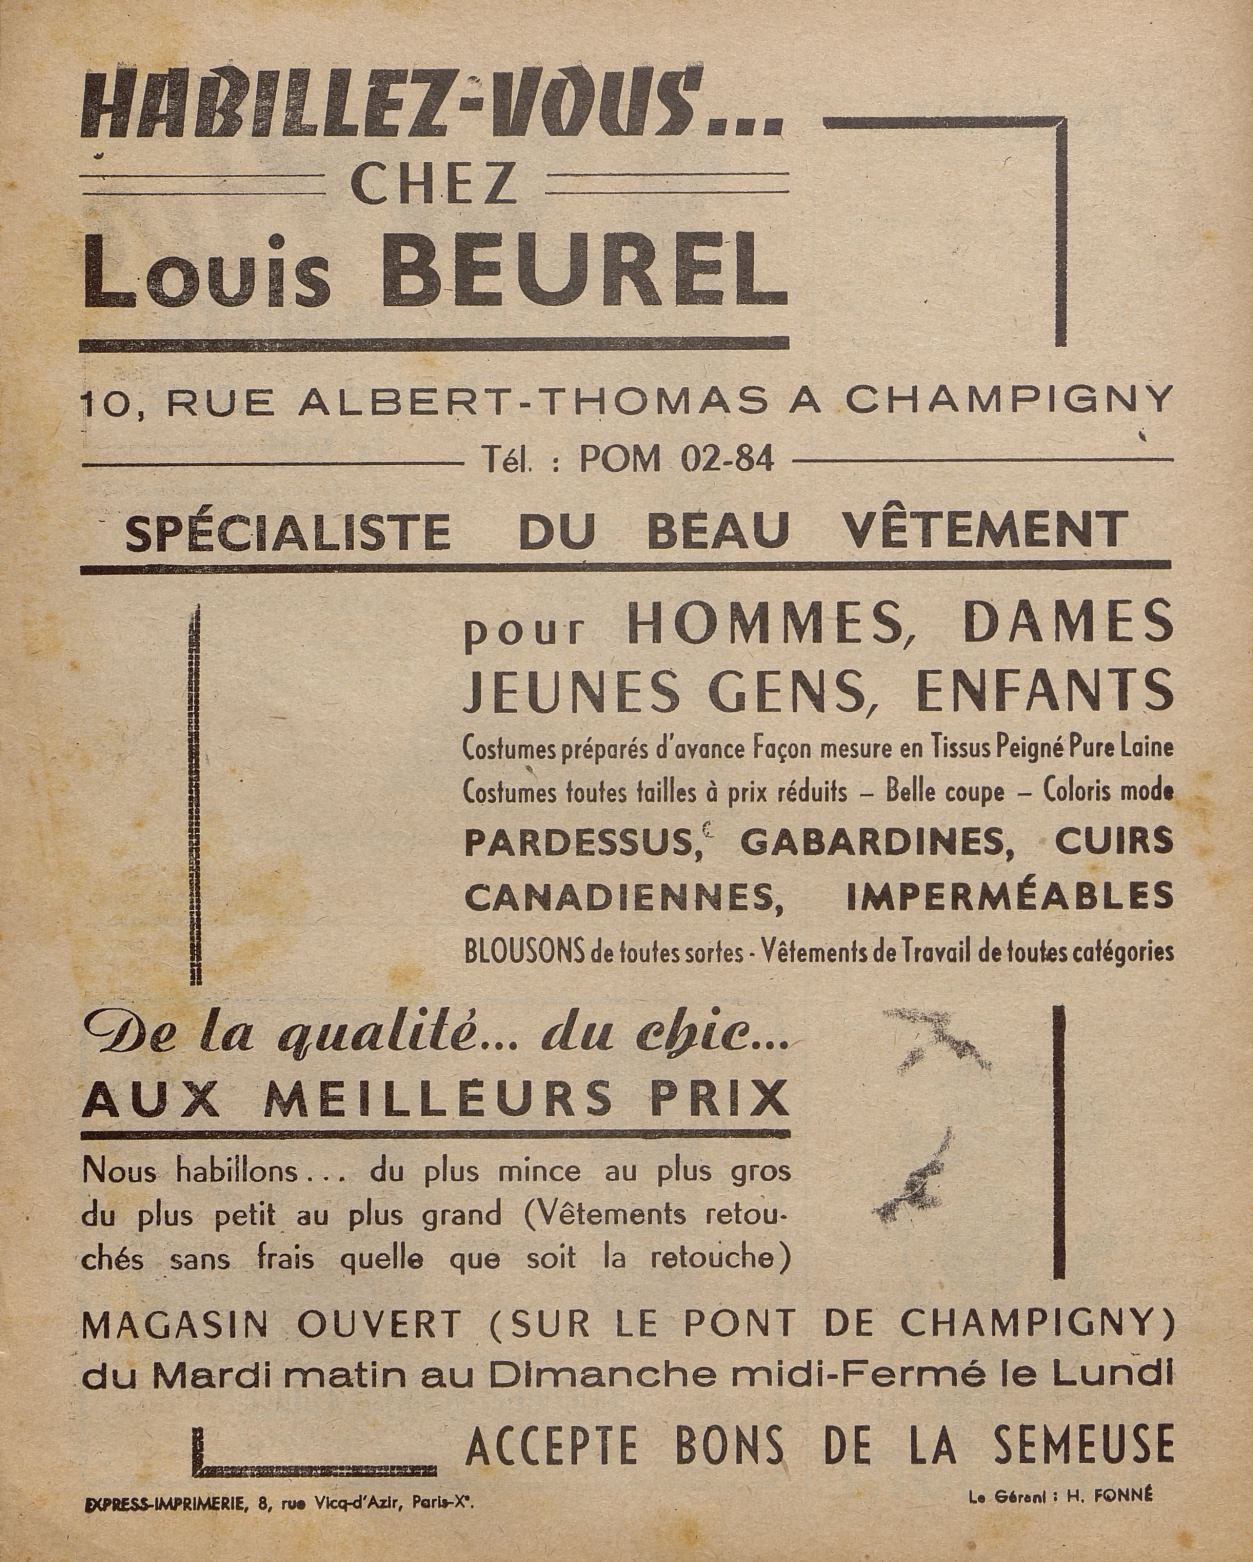 HABILLEZ-VOUS...
CHEZ
Louis BEUREL
10, RUE ALBERT-THOMAS A CHAMPIGNY
Tél. : POM 02-84
SPÉCIALISTE DU BEAU VÊTEMENT
pour HOMMES, DAMES
JEUNES GENS, ENFANTS
Costumes préparés d'avance Façon mesure en Tissus Peigné Pure Laine
Costumes toutes tailles à prix réduits – Belle coupe – Coloris mode
PARDESSUS, GABARDINES, CUIRS
CANADIENNES, IMPERMÉABLES
BLOUSONS de toutes sortes - Vêtements de Travail de toutes catégories
De la qualité... du chic...
AUX MEILLEURS PRIX
Nous habillons... du plus mince au plus gros
du plus petit au plus grand (Vêtements retou-
chés sans frais quelle que soit la retouche)
MAGASIN OUVERT (SUR LE PONT DE CHAMPIGNY)
du Mardi matin au Dimanche midi-Fermé le Lundi
ACCEPTE BONS DE LA SEMEUSE
EXPRESS-IMPRIMERIE, 8, rue Vicq-d'Azir, Paris-Xe.
Le Gérant : H. FONNÉ